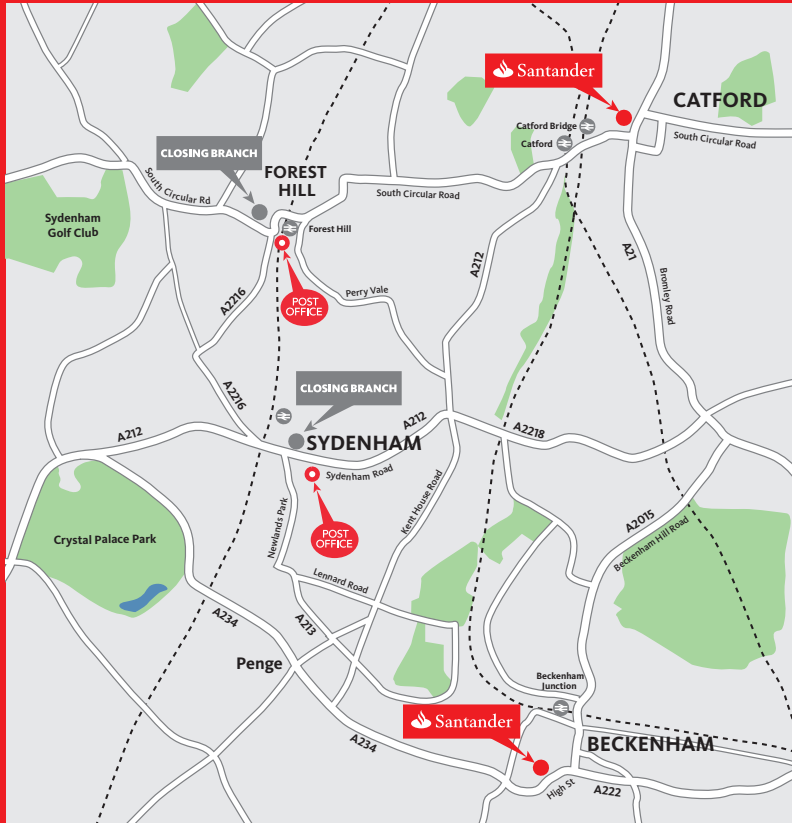 Santander
CATFORD
Catford Bridge
Catford
South Circular Road
CLOSING BRANCH
FOREST
HILL
South Circular Rd
South Circular Road
Sydenham
Golf Club
Forest Hill
A212
A21
Bromley Road
Perry Vale
A2216
POST
OFFICE
CLOSING BRANCH
A2216
A212
A212
A2218
SYDENHAM
Sydenham Road
Kent House Road
Newlands Park
POST
OFFICE
A2015
Beckenham Hill Road
Crystal Palace Park
Lennard Road
A234
A213
Penge
Beckenham
Junction
Santander
A234
BECKENHAM
High St
A222